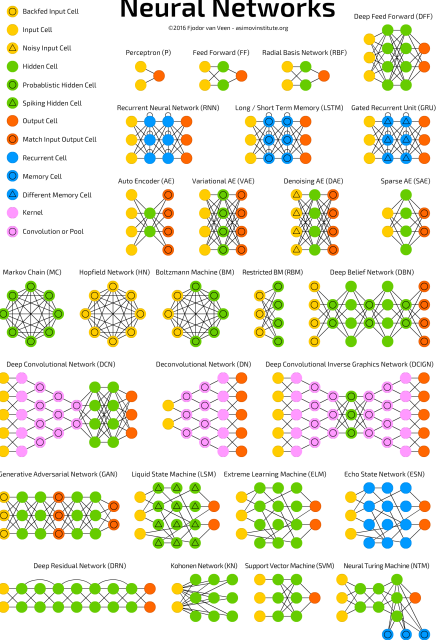 Neural Networks
©2016 Fjodor van Veen - asimovinstitute.org
Backfed Input Cell
Input Cell
Noisy Input Cell
Hidden Cell
Probablistic Hidden Cell
Spiking Hidden Cell
Output Cell
Match Input Output Cell
Recurrent Cell
Memory Cell
Different Memory Cell
Kernel
Convolution or Pool
Deep Feed Forward (DFF)
Perceptron (P)
Feed Forward (FF)
Radial Basis Network (RBF)
Recurrent Neural Network (RNN)
Long / Short Term Memory (LSTM)
Gated Recurrent Unit (GRU)
Auto Encoder (AE)
Variational AE (VAE)
Denoising AE (DAE)
Sparse AE (SAE)
Markov Chain (MC)
Hopfield Network (HN)
Boltzmann Machine (BM)
Restricted BM (RBM)
Deep Belief Network (DBN)
Deep Convolutional Network (DCN)
Deconvolutional Network (DN)
Deep Convolutional Inverse Graphics Network (DCIGN)
Generative Adversarial Network (GAN)
Liquid State Machine (LSM)
Extreme Learning Machine (ELM)
Echo State Network (ESN)
Deep Residual Network (DRN)
Kohonen Network (KN)
Support Vector Machine (SVM)
Neural Turing Machine (NTM)